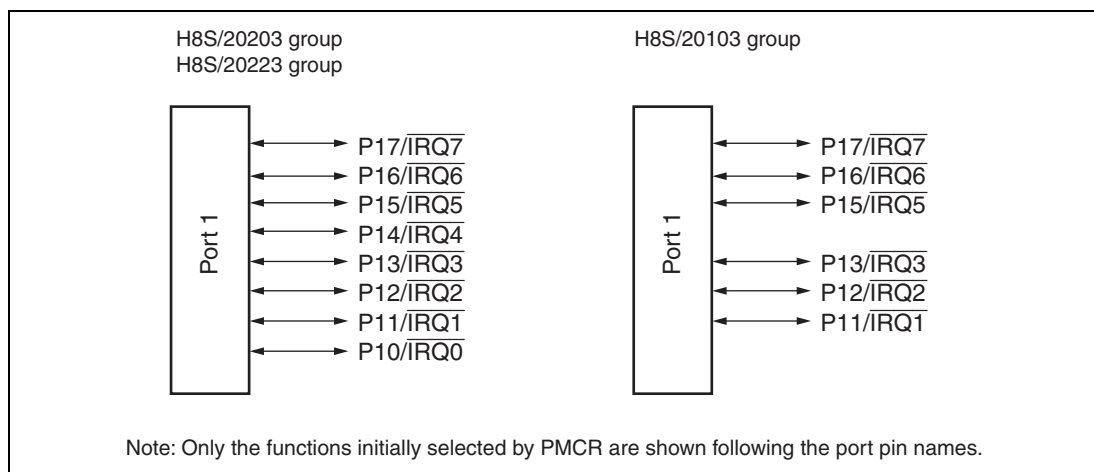 H8S/20203 group
H8S/20223 group
Port 1
P17/IRQ7
P16/IRQ6
P15/IRQ5
P14/IRQ4
P13/IRQ3
P12/IRQ2
P11/IRQ1
P10/IRQ0
H8S/20103 group
Port 1
P17/IRQ7
P16/IRQ6
P15/IRQ5
P13/IRQ3
P12/IRQ2
P11/IRQ1
Note: Only the functions initially selected by PMCR are shown following the port pin names.